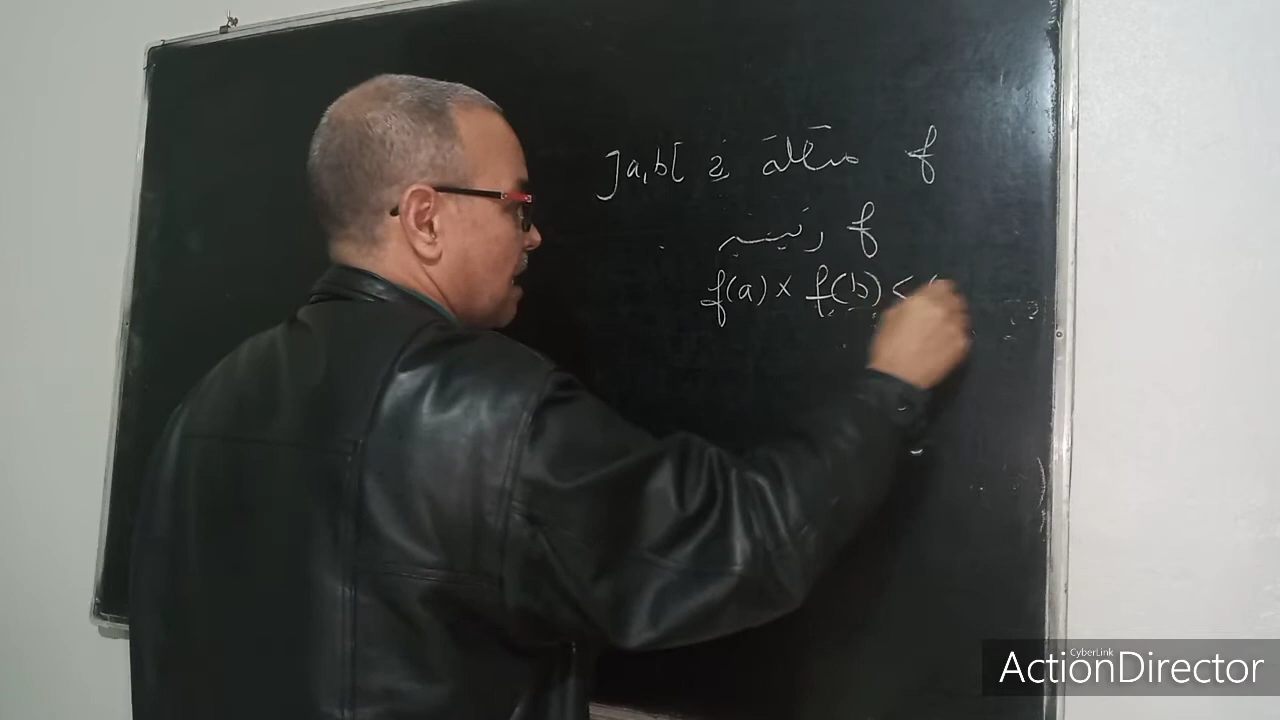 f متصلة في ]a,b[
f رتيبة
f(a) × f(b) <
CyberLink
ActionDirector